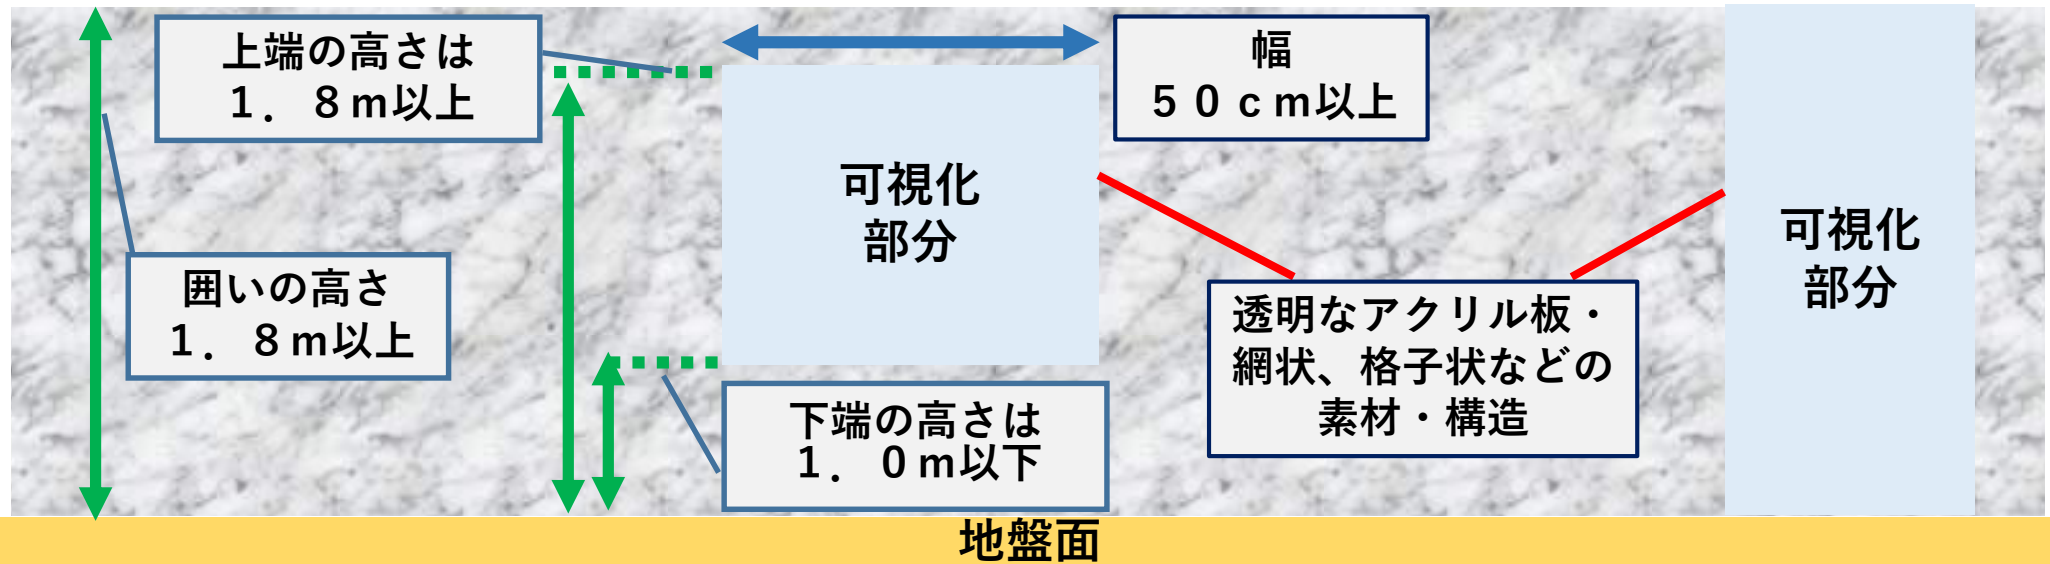 上端の高さは
１．８ｍ以上
幅
５０ｃｍ以上
可視化
部分
可視化
部分
囲いの高さ
１．８ｍ以上
透明なアクリル板・
網状、格子状などの
素材・構造
下端の高さは
１．０ｍ以下
地盤面